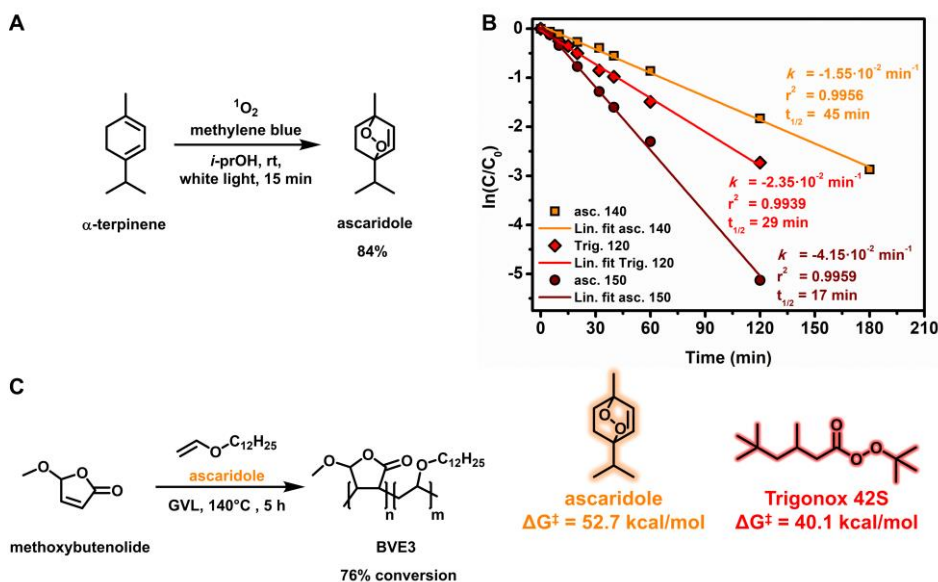 A
¹O₂
methylene blue
i-prOH, rt,
white light, 15 min
O
O
α-terpinene
ascaridole
84%
B
ln(C/C₀)
0
-1
-2
-3
-4
-5
k = -1.55·10⁻² min⁻¹
r² = 0.9956
t₁/₂ = 45 min
k = -2.35·10⁻² min⁻¹
r² = 0.9939
t₁/₂ = 29 min
k = -4.15·10⁻² min⁻¹
r² = 0.9959
t₁/₂ = 17 min
asc. 140
Lin. fit asc. 140
Trig. 120
Lin. fit Trig. 120
asc. 150
Lin. fit asc. 150
0 30 60 90 120 150 180 210
Time (min)
C
O C₁₂H₂₅
ascaridole
GVL, 140°C , 5 h
O O O
methoxybutenolide
O O O O C₁₂H₂₅
n m
BVE3
76% conversion
O
O
ascaridole
ΔG‡ = 52.7 kcal/mol
O
O
O
Trigonox 42S
ΔG‡ = 40.1 kcal/mol